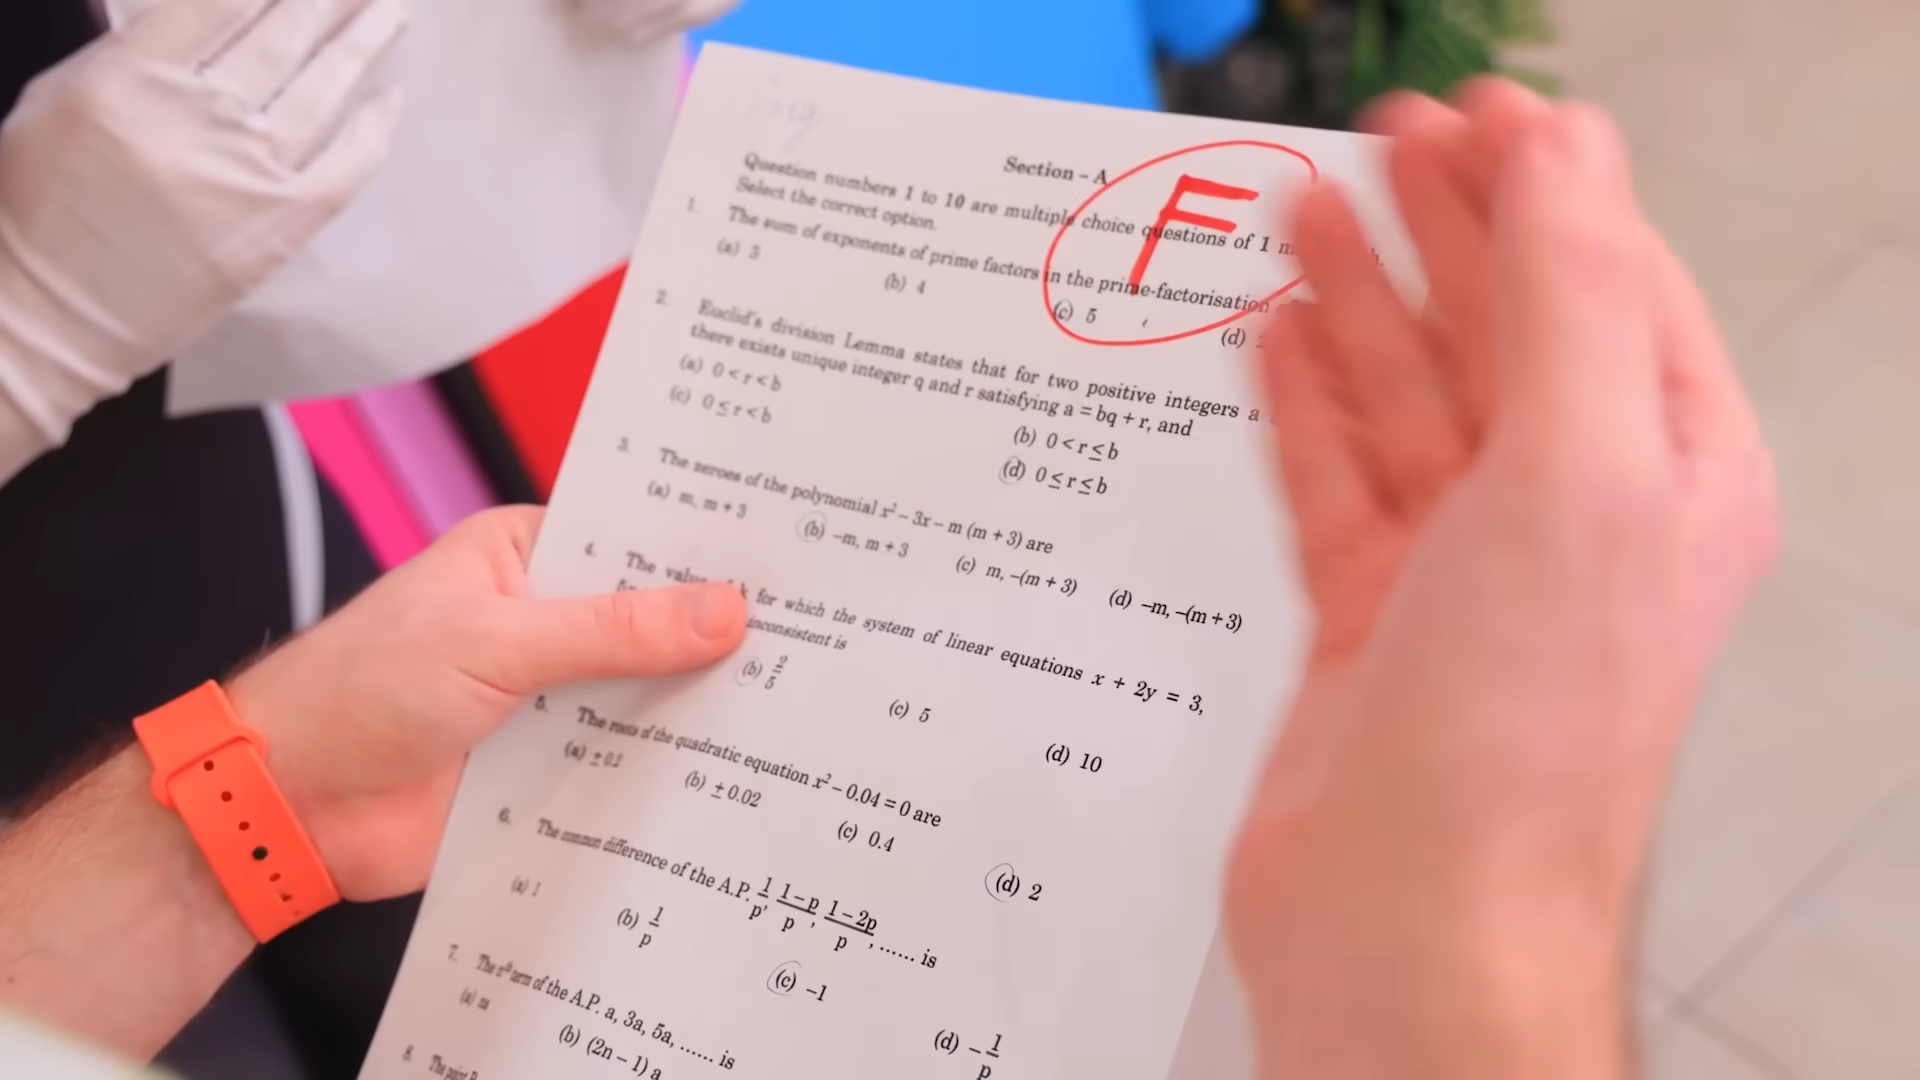 Greg
Section – A
F
Question numbers 1 to 10 are multiple choice questions of 1
Select the correct option.
1. The sum of exponents of prime factors in the prime-factorisation
(a) 3 (b) 4 (c) 5 (d)
2. Euclid's division Lemma states that for two positive integers a
there exists unique integer q and r satisfying a = bq + r, and
(a) 0 < r < b (b) 0 < r ≤ b
(c) 0 ≤ r < b (d) 0 ≤ r ≤ b
3. The zeroes of the polynomial x² – 3x – m (m + 3) are
(a) m, m + 3 (b) –m, m + 3 (c) m, –(m + 3) (d) –m, –(m + 3)
4. The value k for which the system of linear equations x + 2y = 3,
inconsistent is
(b) 2/5 (c) 5 (d) 10
5. The roots of the quadratic equation x² – 0.04 = 0 are
(a) ± 0.2 (b) ± 0.02 (c) 0.4 (d) 2
6. The common difference of the A.P. 1/p, 1–p/p, 1–2p/p, ...... is
(a) 1 (b) 1/p (c) –1 (d) –1/p
7. The nth term of the A.P. a, 3a, 5a, ...... is
(a) na (b) (2n – 1) a
8. The point